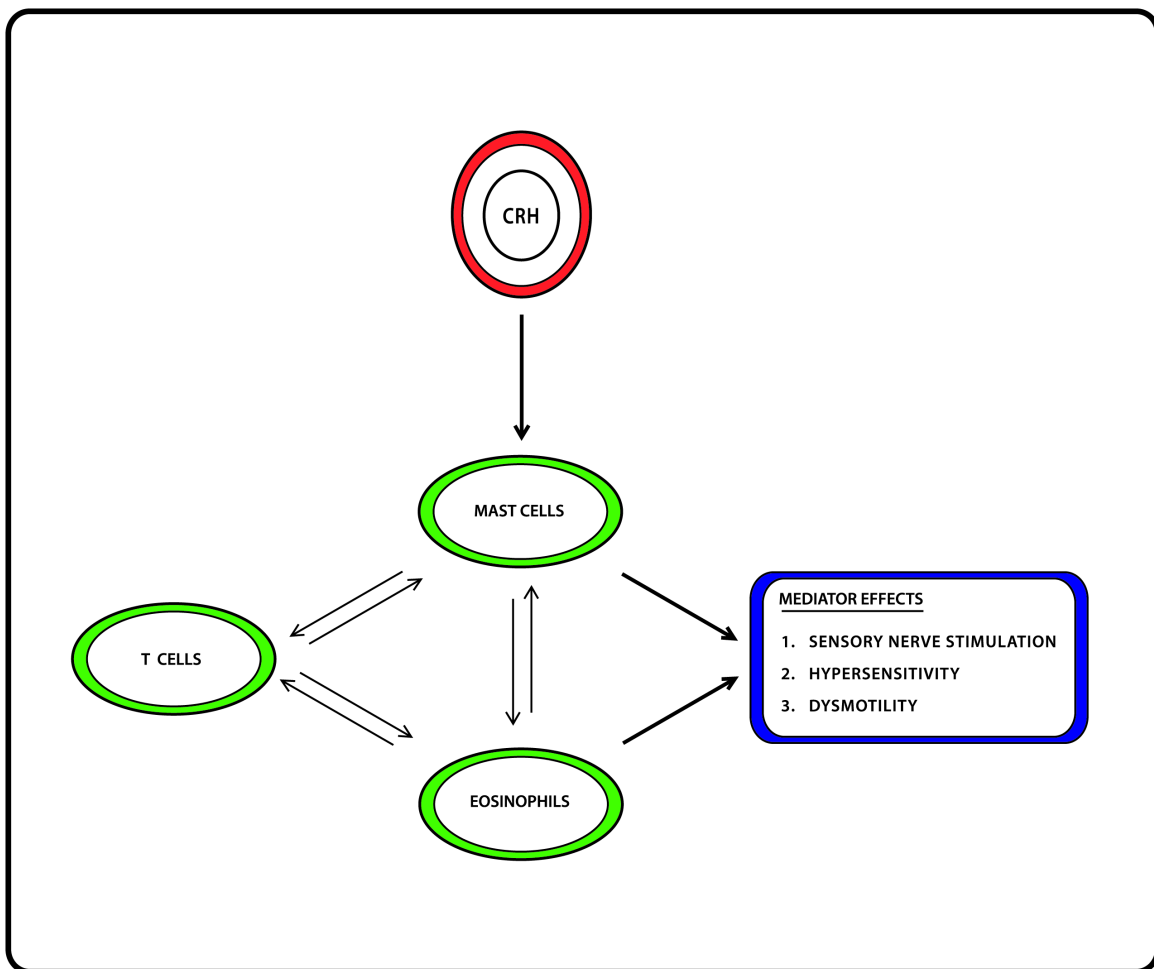 CRH
MAST CELLS
MEDIATOR EFFECTS
1. SENSORY NERVE STIMULATION
2. HYPERSENSITIVITY
3. DYSMOTILITY
T CELLS
EOSINOPHILS